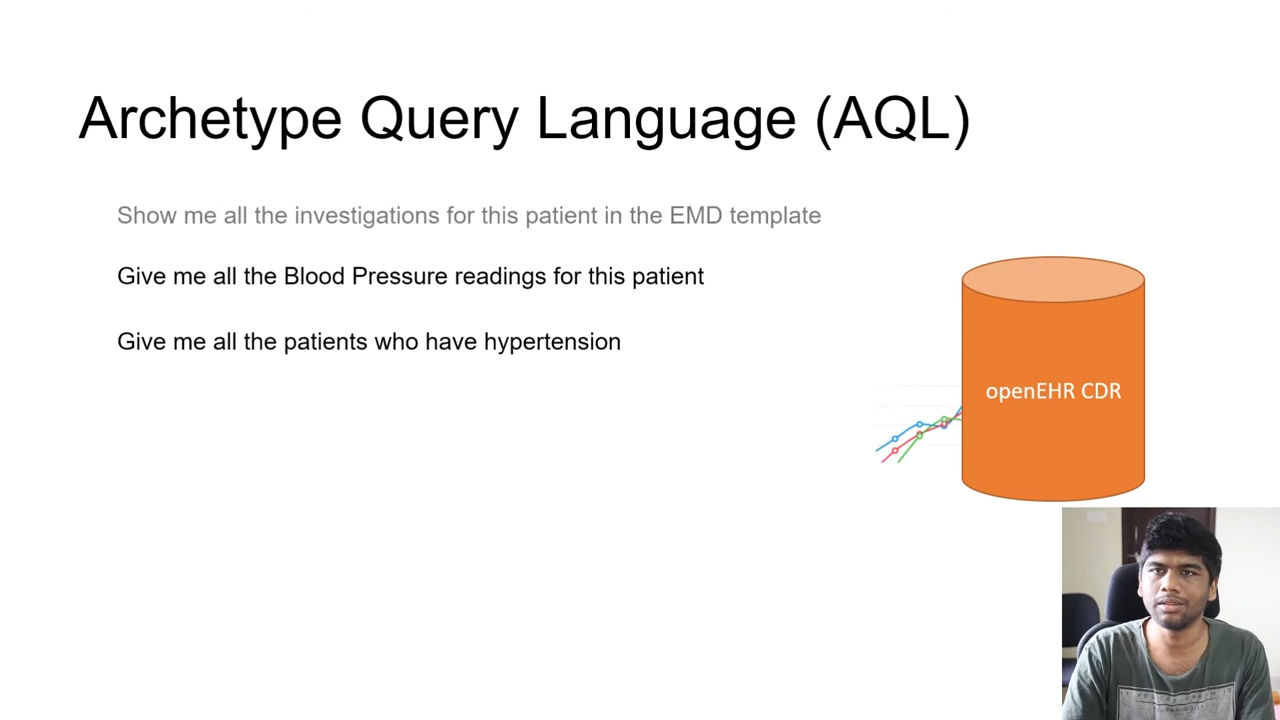 Archetype Query Language (AQL)
Show me all the investigations for this patient in the EMD template
Give me all the Blood Pressure readings for this patient
Give me all the patients who have hypertension
openEHR CDR